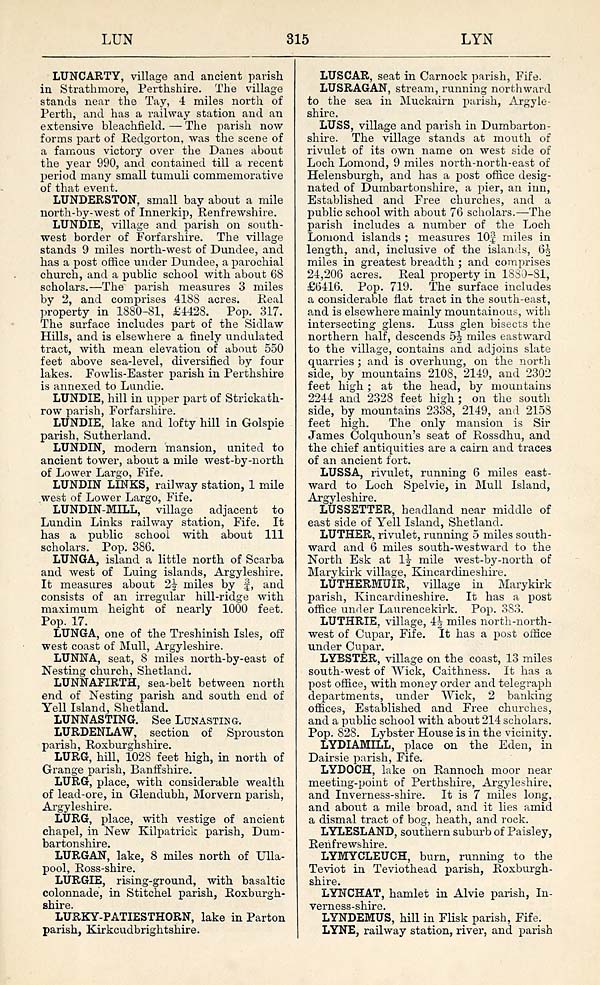 LUN 315 LYN
LUNCARTY, village and ancient parish
in Strathmore, Perthshire. The village
stands near the Tay, 4 miles north of
Perth, and has a railway station and an
extensive bleachfield. — The parish now
forms part of Redgorton, was the scene of
a famous victory over the Danes about
the year 990, and contained till a recent
period many small tumuli commemorative
of that event.
LUNDERSTON, small bay about a mile
north-by-west of Innerkip, Renfrewshire.
LUNDIE, village and parish on south-
west border of Forfarshire. The village
stands 9 miles north-west of Dundee, and
has a post office under Dundee, a parochial
church, and a public school with about 68
scholars.—The parish measures 3 miles
by 2, and comprises 4188 acres. Real
property in 1880-81, £4428. Pop. 317.
The surface includes part of the Sidlaw
Hills, and is elsewhere a finely undulated
tract, with mean elevation of about 550
feet above sea-level, diversified by four
lakes. Fowlis-Easter parish in Perthshire
is annexed to Lundie.
LUNDIE, hill in upper part of Strickath-
row parish, Forfarshire.
LUNDIE, lake and lofty hill in Golspie
parish, Sutherland.
LUNDIN, modern mansion, united to
ancient tower, about a mile west-by-north
of Lower Largo, Fife.
LUNDIN LINKS, railway station, 1 mile
west of Lower Largo, Fife.
LUNDIN-MILL, village adjacent to
Lundin Links railway station, Fife. It
has a public school with about 111
scholars. Pop. 386.
LUNGA, island a little north of Scarba
and west of Luing islands, Argyleshire.
It measures about 2½ miles by ¾, and
consists of an irregular hill-ridge with
maximum height of nearly 1000 feet.
Pop. 17.
LUNGA, one of the Treshinish Isles, off
west coast of Mull, Argyleshire.
LUNNA, seat, 8 miles north-by-east of
Nesting church, Shetland.
LUNNAFIRTH, sea-belt between north
end of Nesting parish and south end of
Yell Island, Shetland.
LUNNASTING. See LUNASTING.
LURDENLAW, section of Sprouston
parish, Roxburghshire.
LURG, hill, 1028 feet high, in north of
Grange parish, Banffshire.
LURG, place, with considerable wealth
of lead-ore, in Glendubh, Morvern parish,
Argyleshire.
LURG, place, with vestige of ancient
chapel, in New Kilpatrick parish, Dum-
bartonshire.
LURGAN, lake, 8 miles north of Ulla-
pool, Ross-shire.
LURGIE, rising-ground, with basaltic
colonnade, in Stitchel parish, Roxburgh-
shire.
LURKY-PATIESTHORN, lake in Parton
parish, Kirkcudbrightshire.
LUSCAR, seat in Carnock parish, Fife.
LUSRAGAN, stream, running northward
to the sea in Muckairn parish, Argyle-
shire.
LUSS, village and parish in Dumbarton-
shire. The village stands at mouth of
rivulet of its own name on west side of
Loch Lomond, 9 miles north-north-east of
Helensburgh, and has a post office desig-
nated of Dumbartonshire, a pier, an inn,
Established and Free churches, and a
public school with about 76 scholars.—The
parish includes a number of the Loch
Lomond islands; measures 10¾ miles in
length, and, inclusive of the islands, 6½
miles in greatest breadth; and comprises
24,206 acres. Real property in 1880-81,
£6416. Pop. 719. The surface includes
a considerable flat tract in the south-east,
and is elsewhere mainly mountainous, with
intersecting glens. Luss glen bisects the
northern half, descends 5½ miles eastward
to the village, contains and adjoins slate
quarries; and is overhung, on the north
side, by mountains 2108, 2149, and 2302
feet high; at the head, by mountains
2244 and 2328 feet high; on the south
side, by mountains 2338, 2149, and 2158
feet high. The only mansion is Sir
James Colquhoun's seat of Rossdhu, and
the chief antiquities are a cairn and traces
of an ancient fort.
LUSSA, rivulet, running 6 miles east-
ward to Loch Spelvie, in Mull Island,
Argyleshire.
LUSSETTER, headland near middle of
east side of Yell Island, Shetland.
LUTHER, rivulet, running 5 miles south-
ward and 6 miles south-westward to the
North Esk at 1½ mile west-by-north of
Marykirk village, Kincardineshire.
LUTHERMUIR, village in Marykirk
parish, Kincardineshire. It has a post
office under Laurencekirk. Pop. 383.
LUTHRIE, village, 4½ miles north-north-
west of Cupar, Fife. It has a post office
under Cupar.
LYBSTER, village on the coast, 13 miles
south-west of Wick, Caithness. It has a
post office, with money order and telegraph
departments, under Wick, 2 banking
offices, Established and Free churches,
and a public school with about 214 scholars.
Pop. 828. Lybster House is in the vicinity.
LYDIAMILL, place on the Eden, in
Dairsie parish, Fife.
LYDOCH, lake on Rannoch moor near
meeting-point of Perthshire, Argyleshire,
and Inverness-shire. It is 7 miles long,
and about a mile broad, and it lies amid
a dismal tract of bog, heath, and rock.
LYLESLAND, southern suburb of Paisley,
Renfrewshire.
LYMYCLEUCH, burn, running to the
Teviot in Teviothead parish, Roxburgh-
shire.
LYNCHAT, hamlet in Alvie parish, In-
verness-shire.
LYNDEMUS, hill in Flisk parish, Fife.
LYNE, railway station, river, and parish